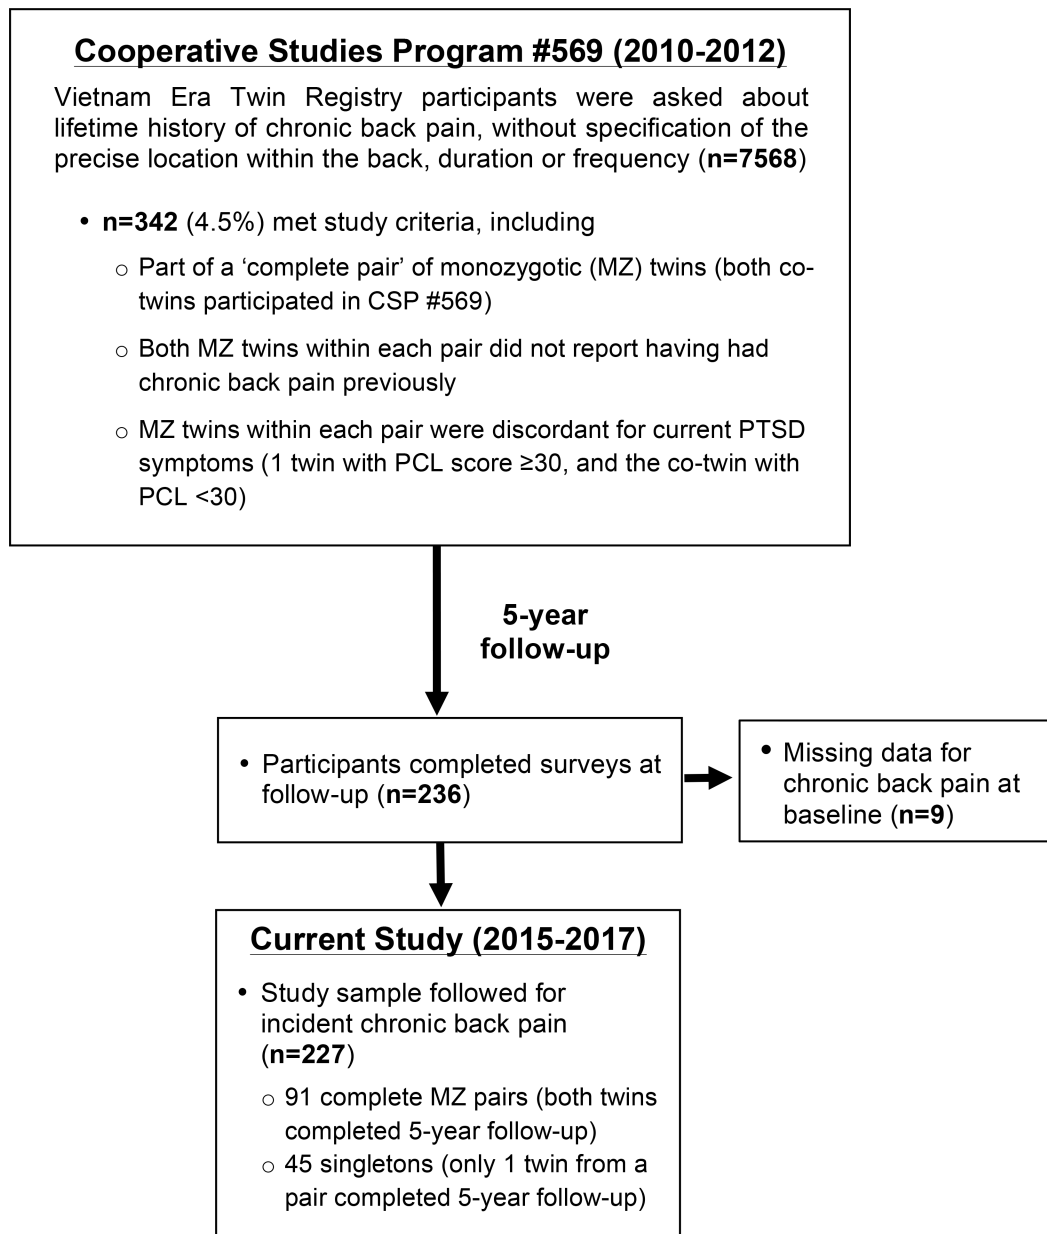 Cooperative Studies Program #569 (2010-2012)
Vietnam Era Twin Registry participants were asked about
lifetime history of chronic back pain, without specification of the
precise location within the back, duration or frequency (n=7568)
• n=342 (4.5%) met study criteria, including
○ Part of a ‘complete pair’ of monozygotic (MZ) twins (both co-
twins participated in CSP #569)
○ Both MZ twins within each pair did not report having had
chronic back pain previously
○ MZ twins within each pair were discordant for current PTSD
symptoms (1 twin with PCL score ≥30, and the co-twin with
PCL <30)
5-year
follow-up
• Participants completed surveys at
follow-up (n=236)
• Missing data for
chronic back pain at
baseline (n=9)
Current Study (2015-2017)
• Study sample followed for
incident chronic back pain
(n=227)
○ 91 complete MZ pairs (both twins
completed 5-year follow-up)
○ 45 singletons (only 1 twin from a
pair completed 5-year follow-up)